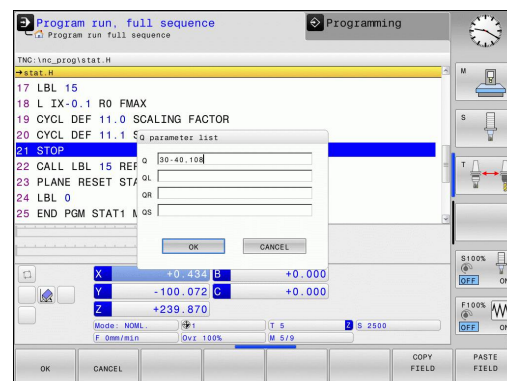 Program run, full sequence
Programming
Program run full sequence
TNC:\nc_prog\stat.H
→stat.H
17 LBL 15
18 L IX-0.1 R0 FMAX
19 CYCL DEF 11.0 SCALING FACTOR
20 CYCL DEF 11.1 S
21 STOP
22 CALL LBL 15 REP
23 PLANE RESET STA
24 LBL 0
25 END PGM STAT1 M
Q parameter list
Q 30-40.108
QL
QR
QS
OK CANCEL
X +0.434 B +0.000
Y -100.072 C +0.000
Z +239.870
Mode: NOML. 1 T 5 Z S 2500
F 0mm/min Ovr 100% M 5/9
M
S
T
S100%
OFF ON
F100%
OFF ON
OK CANCEL COPY FIELD PASTE FIELD